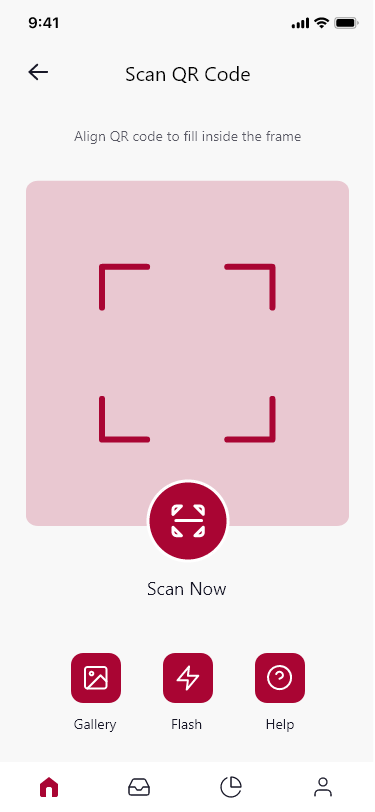 9:41
Scan QR Code
Align QR code to fill inside the frame
Scan Now
Gallery
Flash
Help